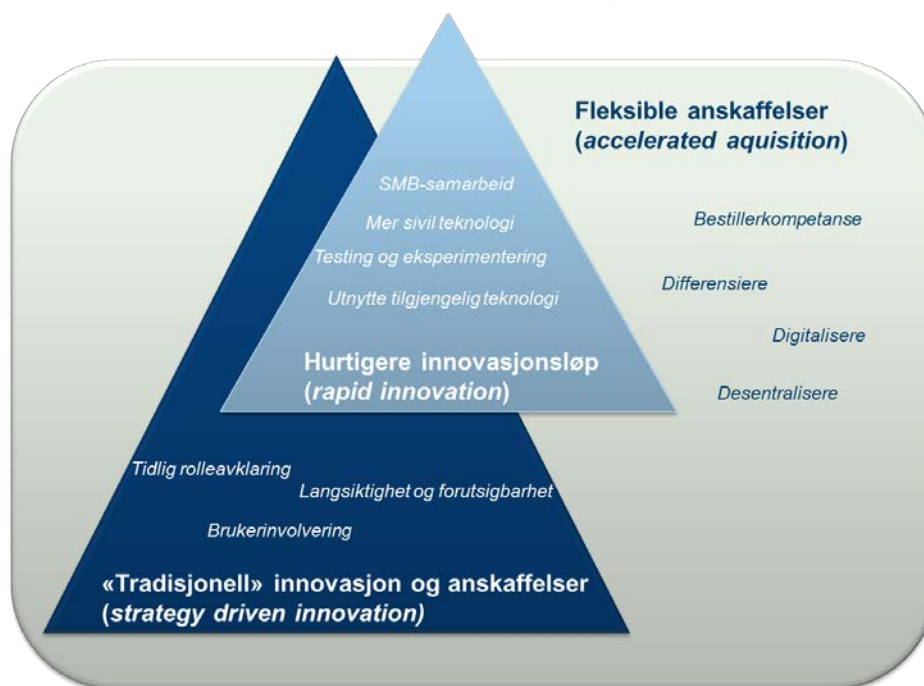 Fleksible anskaffelser
(accelerated aquisition)
SMB-samarbeid
Mer sivil teknologi
Testing og eksperimentering
Utnytte tilgjengelig teknologi
Hurtigere innovasjonsløp
(rapid innovation)
Bestillerkompetanse
Differensiere
Digitalisere
Desentralisere
Tidlig rolleavklaring
Langsiktighet og forutsigbarhet
Brukerinvolvering
«Tradisjonell» innovasjon og anskaffelser
(strategy driven innovation)